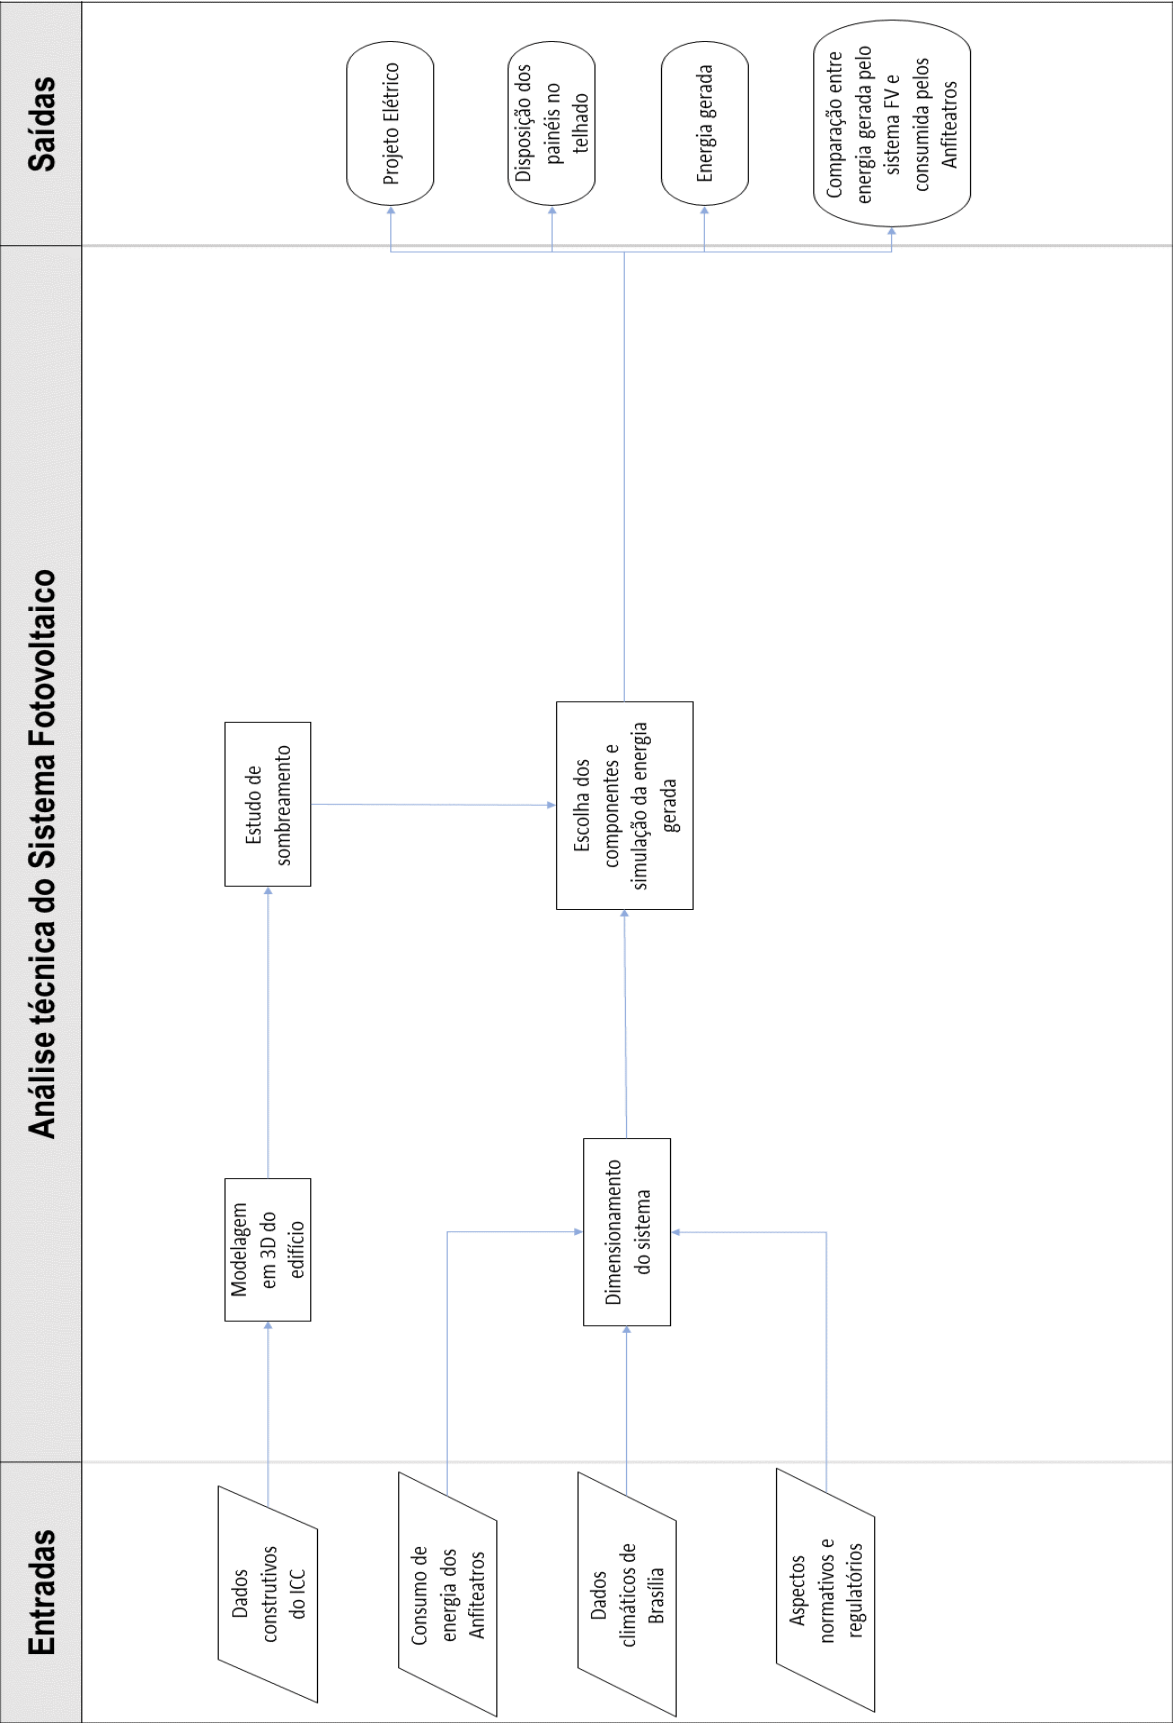 Entradas
Análise técnica do Sistema Fotovoltaico
Saídas
Dados
construtivos
do ICC
Modelagem
em 3D do
edifício
Estudo de
sombreamento
Projeto Elétrico
Consumo de
energia dos
Anfiteatros
Dados
climáticos de
Brasília
Aspectos
normativos e
regulatórios
Dimensionamento
do sistema
Escolha dos
componentes e
simulação da energia
gerada
Disposição dos
painéis no
telhado
Energia gerada
Comparação entre
energia gerada pelo
sistema FV e
consumida pelos
Anfiteatros